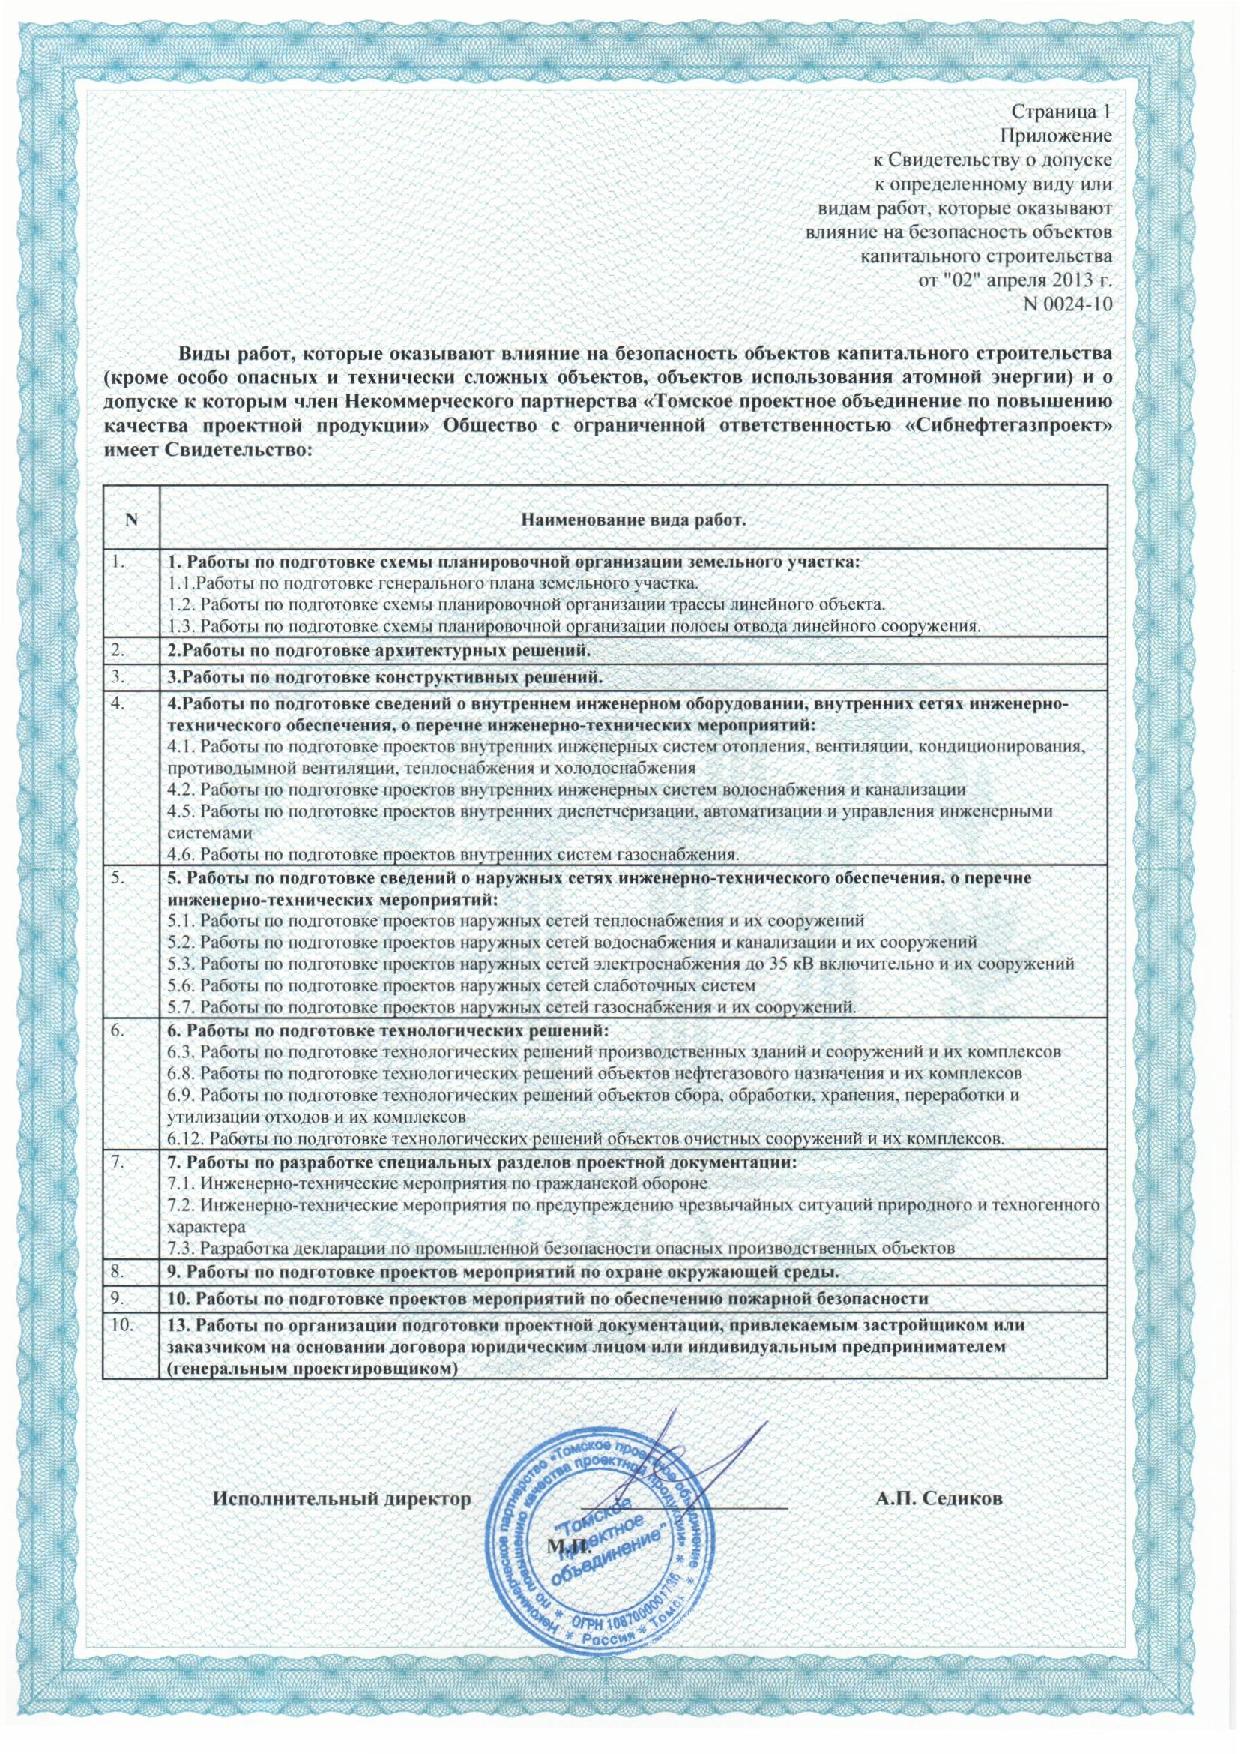 Страница 1
Приложение
к Свидетельству о допуске
к определенному виду или
видам работ, которые оказывают
влияние на безопасность объектов
капитального строительства
от "02" апреля 2013 г.
N 0024-10
Виды работ, которые оказывают влияние на безопасность объектов капитального строительства
(кроме особо опасных и технически сложных объектов, объектов использования атомной энергии) и о
допуске к которым член Некоммерческого партнерства «Томское проектное объединение по повышению
качества проектной продукции» Общество с ограниченной ответственностью «Сибнефтегазпроект»
имеет Свидетельство:
N Наименование вида работ.
1. 1. Работы по подготовке схемы планировочной организации земельного участка:
1.1.Работы по подготовке генерального плана земельного участка.
1.2. Работы по подготовке схемы планировочной организации трассы линейного объекта.
1.3. Работы по подготовке схемы планировочной организации полосы отвода линейного сооружения.
2. 2.Работы по подготовке архитектурных решений.
3. 3.Работы по подготовке конструктивных решений.
4. 4.Работы по подготовке сведений о внутреннем инженерном оборудовании, внутренних сетях инженерно-
технического обеспечения, о перечне инженерно-технических мероприятий:
4.1. Работы по подготовке проектов внутренних инженерных систем отопления, вентиляции, кондиционирования,
противодымной вентиляции, теплоснабжения и холодоснабжения
4.2. Работы по подготовке проектов внутренних инженерных систем водоснабжения и канализации
4.5. Работы по подготовке проектов внутренних диспетчеризации, автоматизации и управления инженерными
системами
4.6. Работы по подготовке проектов внутренних систем газоснабжения.
5. 5. Работы по подготовке сведений о наружных сетях инженерно-технического обеспечения, о перечне
инженерно-технических мероприятий:
5.1. Работы по подготовке проектов наружных сетей теплоснабжения и их сооружений
5.2. Работы по подготовке проектов наружных сетей водоснабжения и канализации и их сооружений
5.3. Работы по подготовке проектов наружных сетей электроснабжения до 35 кВ включительно и их сооружений
5.6. Работы по подготовке проектов наружных сетей слаботочных систем
5.7. Работы по подготовке проектов наружных сетей газоснабжения и их сооружений.
6. 6. Работы по подготовке технологических решений:
6.3. Работы по подготовке технологических решений производственных зданий и сооружений и их комплексов
6.8. Работы по подготовке технологических решений объектов нефтегазового назначения и их комплексов
6.9. Работы по подготовке технологических решений объектов сбора, обработки, хранения, переработки и
утилизации отходов и их комплексов
6.12. Работы по подготовке технологических решений объектов очистных сооружений и их комплексов.
7. 7. Работы по разработке специальных разделов проектной документации:
7.1. Инженерно-технические мероприятия по гражданской обороне
7.2. Инженерно-технические мероприятия по предупреждению чрезвычайных ситуаций природного и техногенного
характера
7.3. Разработка декларации по промышленной безопасности опасных производственных объектов
8. 9. Работы по подготовке проектов мероприятий по охране окружающей среды.
9. 10. Работы по подготовке проектов мероприятий по обеспечению пожарной безопасности
10. 13. Работы по организации подготовки проектной документации, привлекаемым застройщиком или
заказчиком на основании договора юридическим лицом или индивидуальным предпринимателем
(генеральным проектировщиком)
Исполнительный директор А.П. Седиков
М.П.
Некоммерческое партнерство «Томское проектное объединение
по повышению качества проектной продукции»
"Томское
проектное
объединение"
ОГРН 1087000001736
Россия * Томск